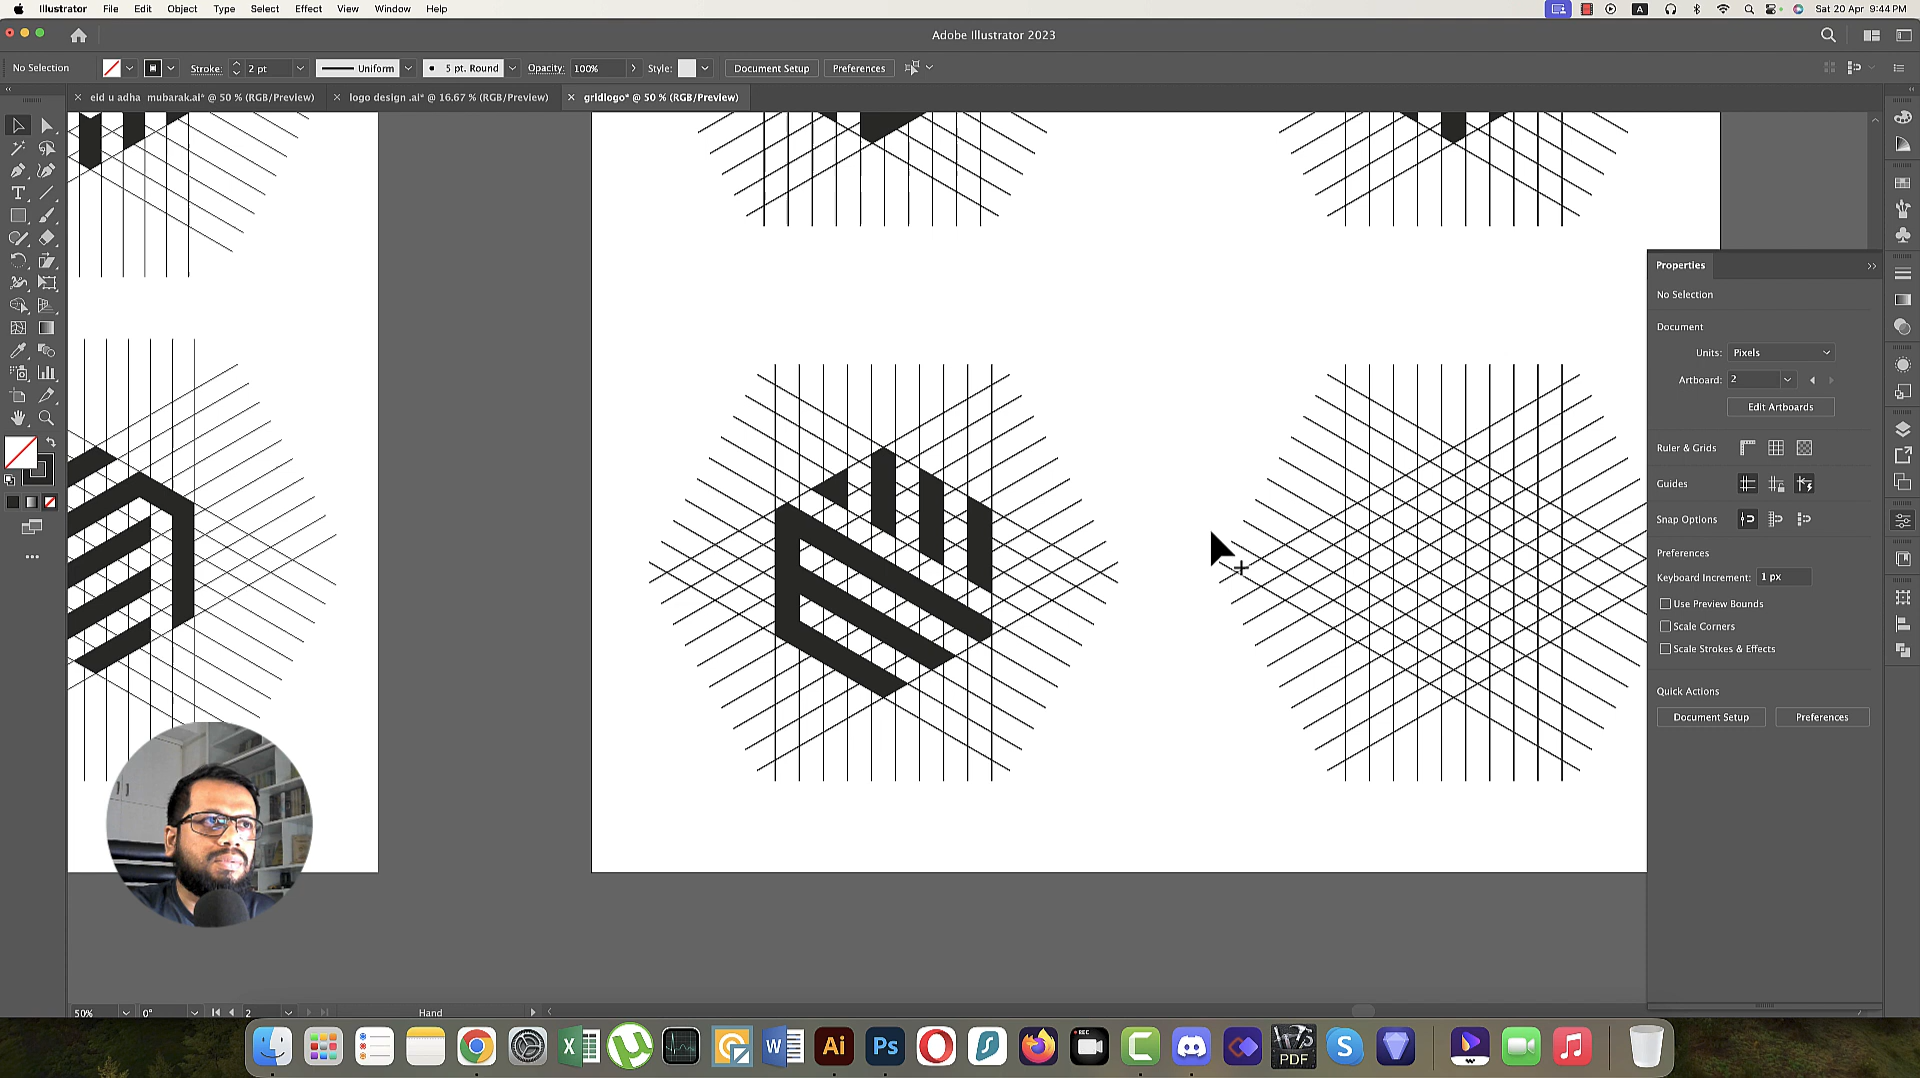 Illustrator File Edit Object Type Select Effect View Window Help
A
Sat 20 Apr 9:44 PM
Adobe Illustrator 2023
No Selection
Stroke: 2 pt
Uniform
5 pt. Round
Opacity: 100%
Style:
Document Setup
Preferences
eid u adha mubarak.ai* @ 50 % (RGB/Preview)
logo design .ai* @ 16.67 % (RGB/Preview)
gridlogo* @ 50 % (RGB/Preview)
T
Properties
No Selection
Document
Units: Pixels
Artboard: 2
Edit Artboards
Ruler & Grids
Guides
Snap Options
Preferences
Keyboard Increment: 1 px
Use Preview Bounds
Scale Corners
Scale Strokes & Effects
Quick Actions
Document Setup
Preferences
50%
0°
2
Hand
X
W
Ai
Ps
REC
PDF
S